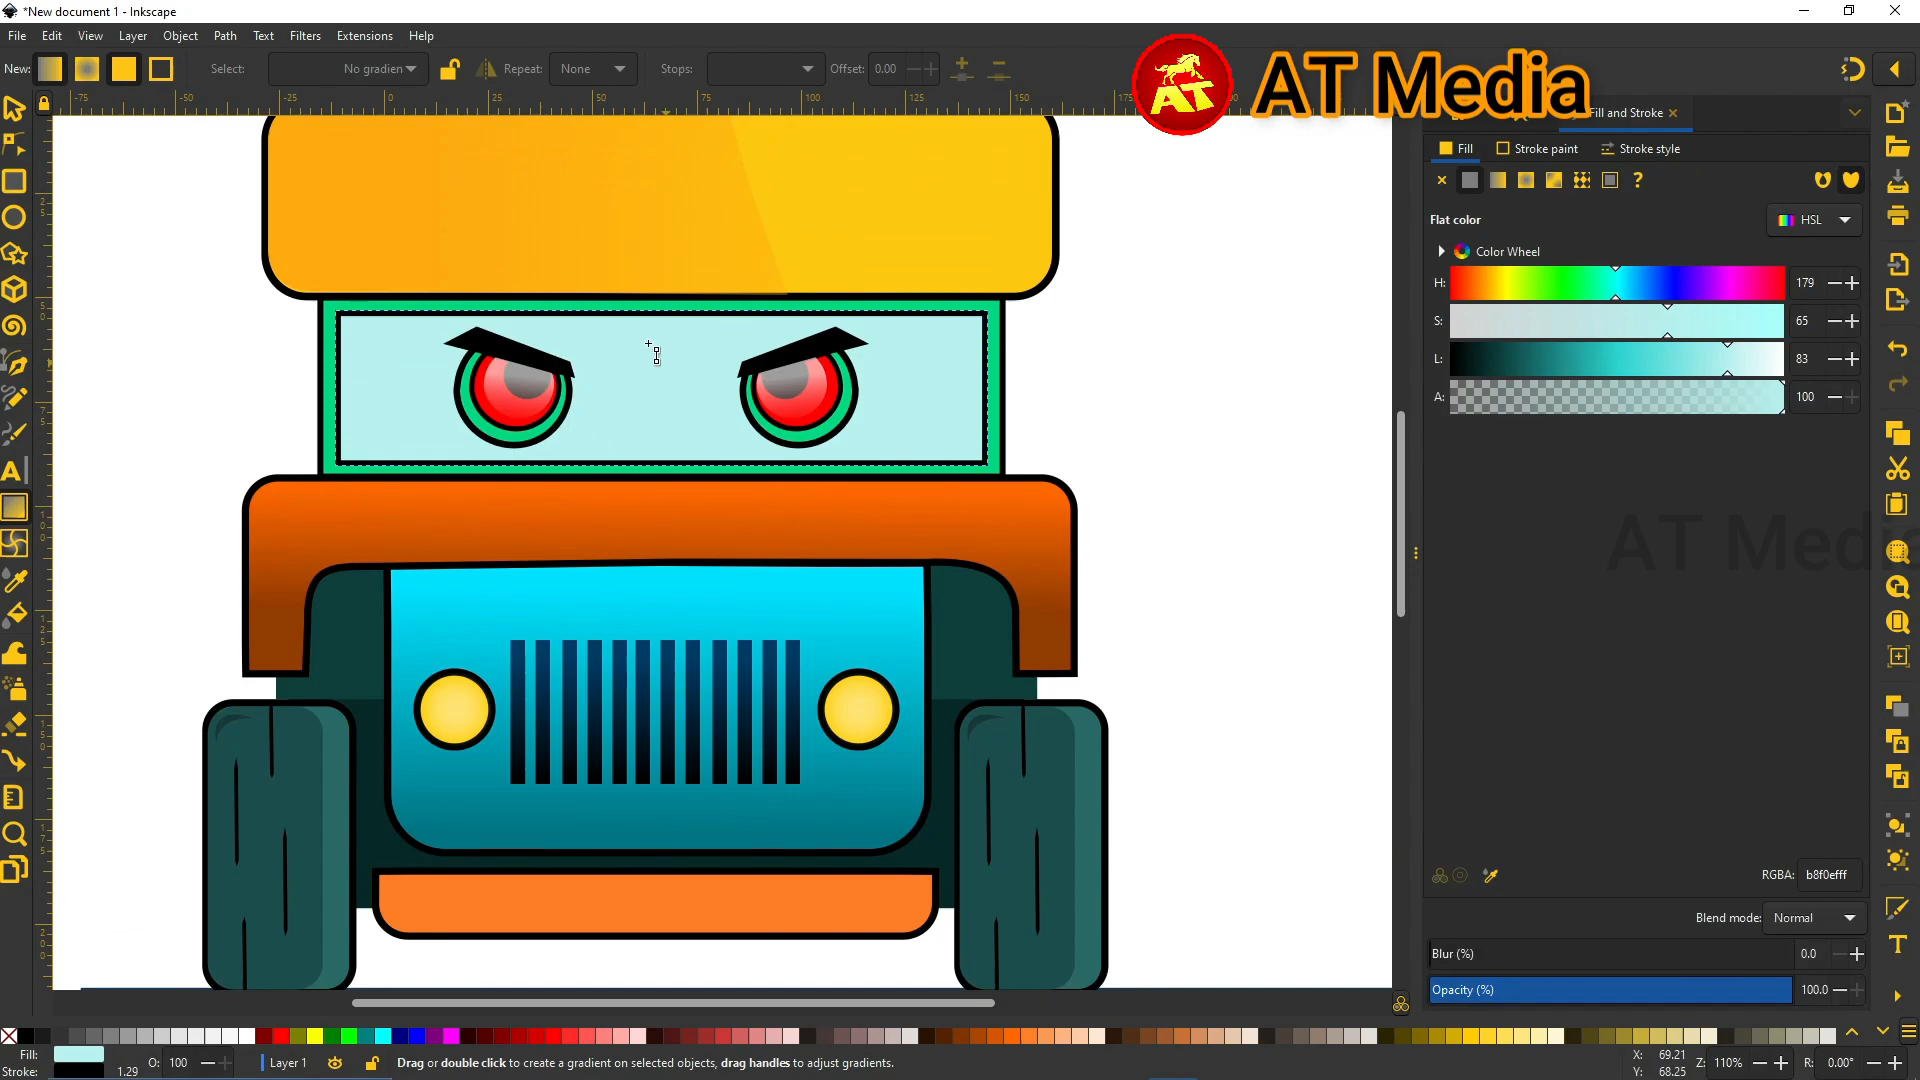 *New document 1 - Inkscape
File Edit View Layer Object Path Text Filters Extensions Help
New: Select: No gradien Repeat: None Stops: Offset: 0.00
AT AT Media
Fill and Stroke
Fill Stroke paint Stroke style
Flat color HSL
Color Wheel
H: 179
S: 65
L: 83
A: 100
AT Media
RGBA: b8f0efff
Blend mode: Normal
Blur (%) 0.0
Opacity (%) 100.0
Fill: O: 100 Layer 1 Drag or double click to create a gradient on selected objects, drag handles to adjust gradients. X: 69.21 Z: 110% R: 0.00°
Stroke: 1.29 Y: 68.25